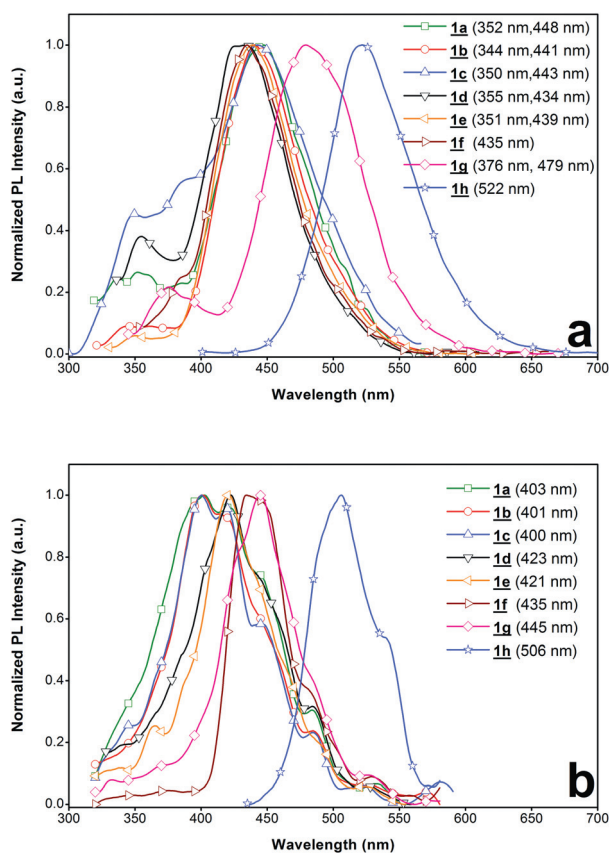 Normalized PL Intensity (a.u.)
1.0
0.8
0.6
0.4
0.2
0.0
300 350 400 450 500 550 600 650 700
Wavelength (nm)
1a (352 nm,448 nm)
1b (344 nm,441 nm)
1c (350 nm,443 nm)
1d (355 nm,434 nm)
1e (351 nm,439 nm)
1f (435 nm)
1g (376 nm, 479 nm)
1h (522 nm)
a
Normalized PL Intensity (a.u.)
1.0
0.8
0.6
0.4
0.2
0.0
300 350 400 450 500 550 600 650 700
Wavelength (nm)
1a (403 nm)
1b (401 nm)
1c (400 nm)
1d (423 nm)
1e (421 nm)
1f (435 nm)
1g (445 nm)
1h (506 nm)
b